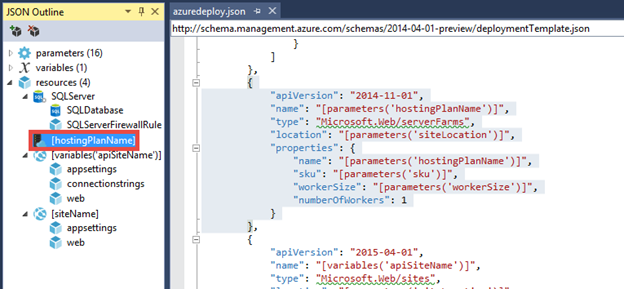 JSON Outline
parameters (16)
variables (1)
resources (4)
SQLServer
SQLDatabase
SQLServerFirewallRule
[hostingPlanName]
[variables('apiSiteName')]
appsettings
connectionstrings
web
[siteName]
appsettings
web
azuredeploy.json
http://schema.management.azure.com/schemas/2014-04-01-preview/deploymentTemplate.json
}
]
},
{
"apiVersion": "2014-11-01",
"name": "[parameters('hostingPlanName')]",
"type": "Microsoft.Web/serverFarms",
"location": "[parameters('siteLocation')]",
"properties": {
"name": "[parameters('hostingPlanName')]",
"sku": "[parameters('sku')]",
"workerSize": "[parameters('workerSize')]",
"numberOfWorkers": 1
}
},
{
"apiVersion": "2015-04-01",
"name": "[variables('apiSiteName')]",
"type": "Microsoft.Web/sites",